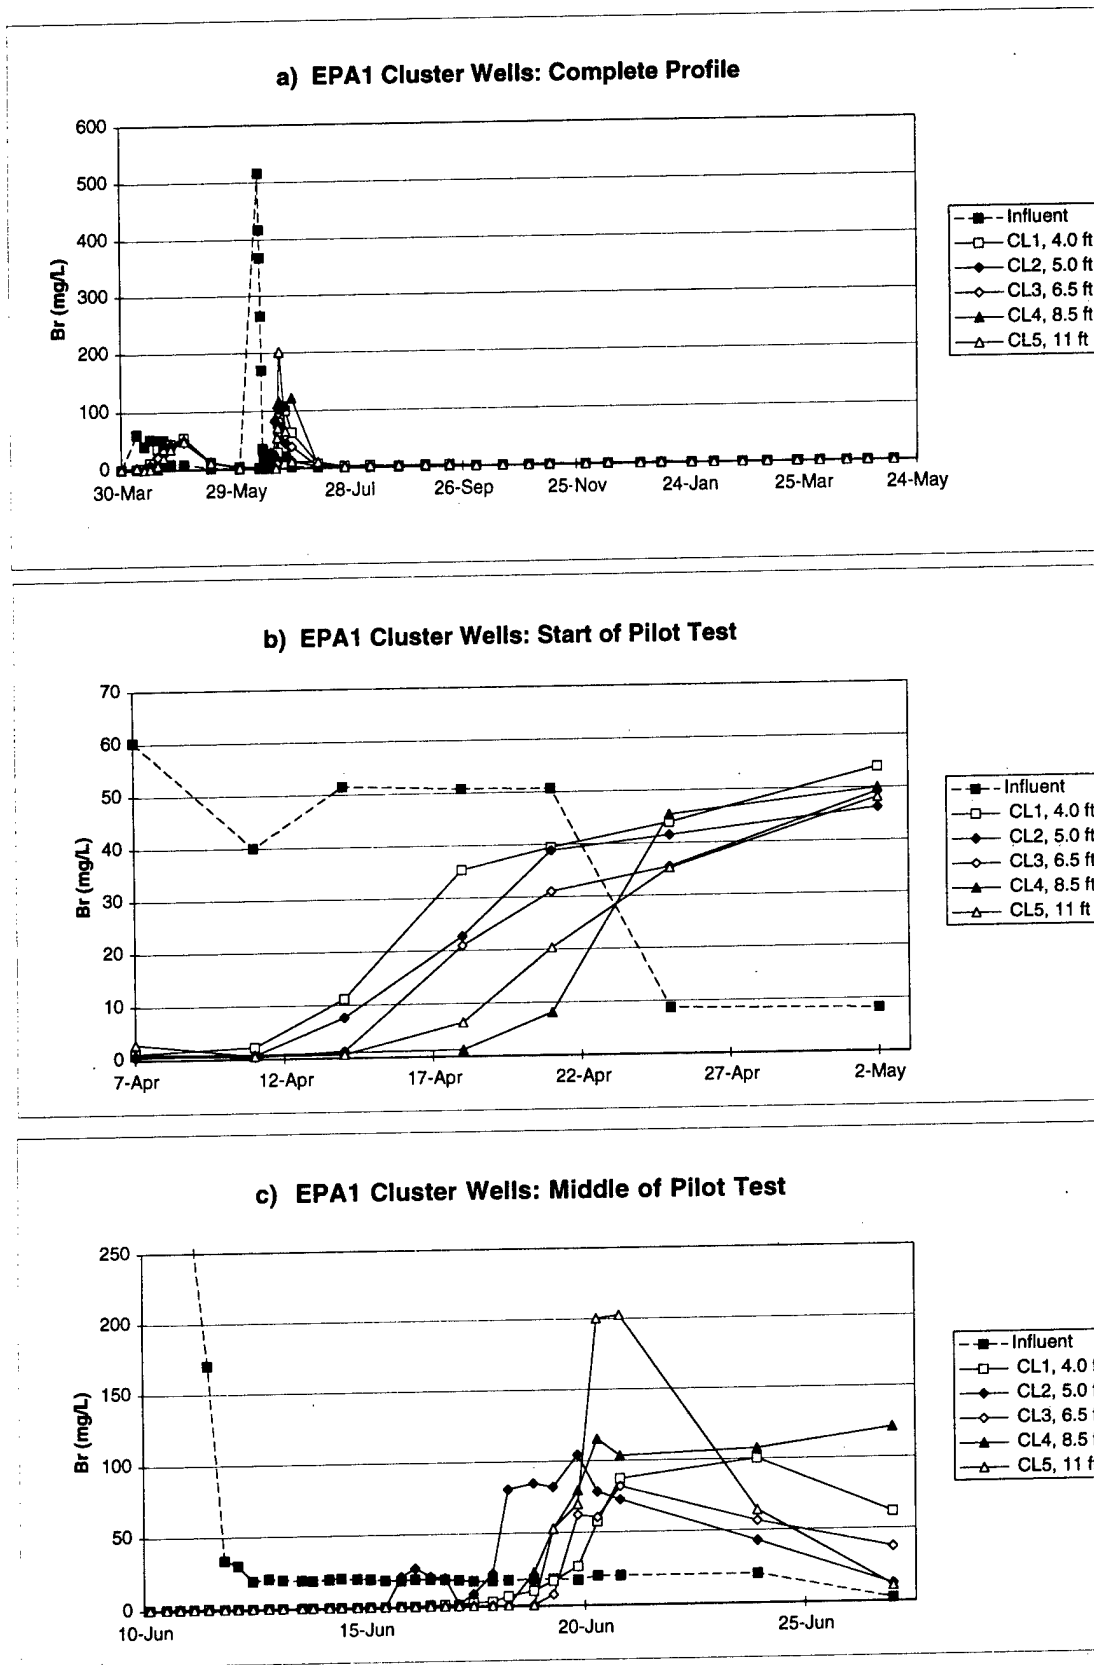 a) EPA1 Cluster Wells: Complete Profile
600
500
400
300
200
100
0
Br (mg/L)
30-Mar 29-May 28-Jul 26-Sep 25-Nov 24-Jan 25-Mar 24-May
Influent
CL1, 4.0 ft
CL2, 5.0 ft
CL3, 6.5 ft
CL4, 8.5 ft
CL5, 11 ft
b) EPA1 Cluster Wells: Start of Pilot Test
70
60
50
40
30
20
10
0
Br (mg/L)
7-Apr 12-Apr 17-Apr 22-Apr 27-Apr 2-May
Influent
CL1, 4.0 ft
CL2, 5.0 ft
CL3, 6.5 ft
CL4, 8.5 ft
CL5, 11 ft
c) EPA1 Cluster Wells: Middle of Pilot Test
250
200
150
100
50
0
Br (mg/L)
10-Jun 15-Jun 20-Jun 25-Jun
Influent
CL1, 4.0
CL2, 5.0
CL3, 6.5
CL4, 8.5
CL5, 11 ft